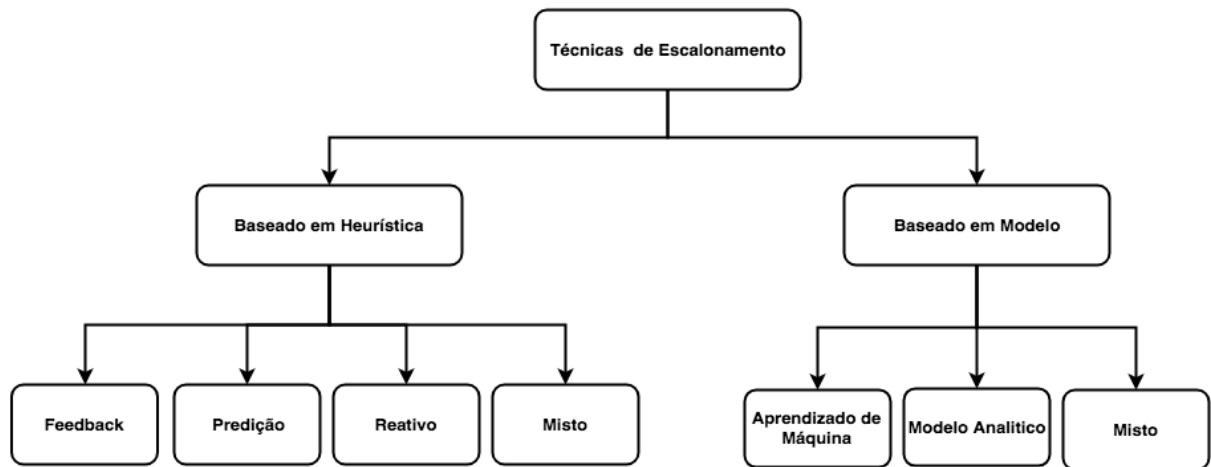 Técnicas de Escalonamento
Baseado em Heurística
Baseado em Modelo
Feedback
Predição
Reativo
Misto
Aprendizado de
Máquina
Modelo Analitico
Misto